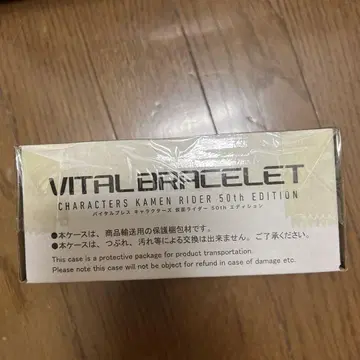 VITAL BRACELET
CHARACTERS KAMEN RIDER 50th EDITION
バイタルブレス キャラクターズ 仮面ライダー 50th エディション
●本ケースは、商品輸送用の保護梱包材です。
●本ケースは、つぶれ、汚れ等による交換は出来ません。ご了承ください。
This case is a protective package for product transportation.
Please note this case will not be object for refund in case of damage etc.